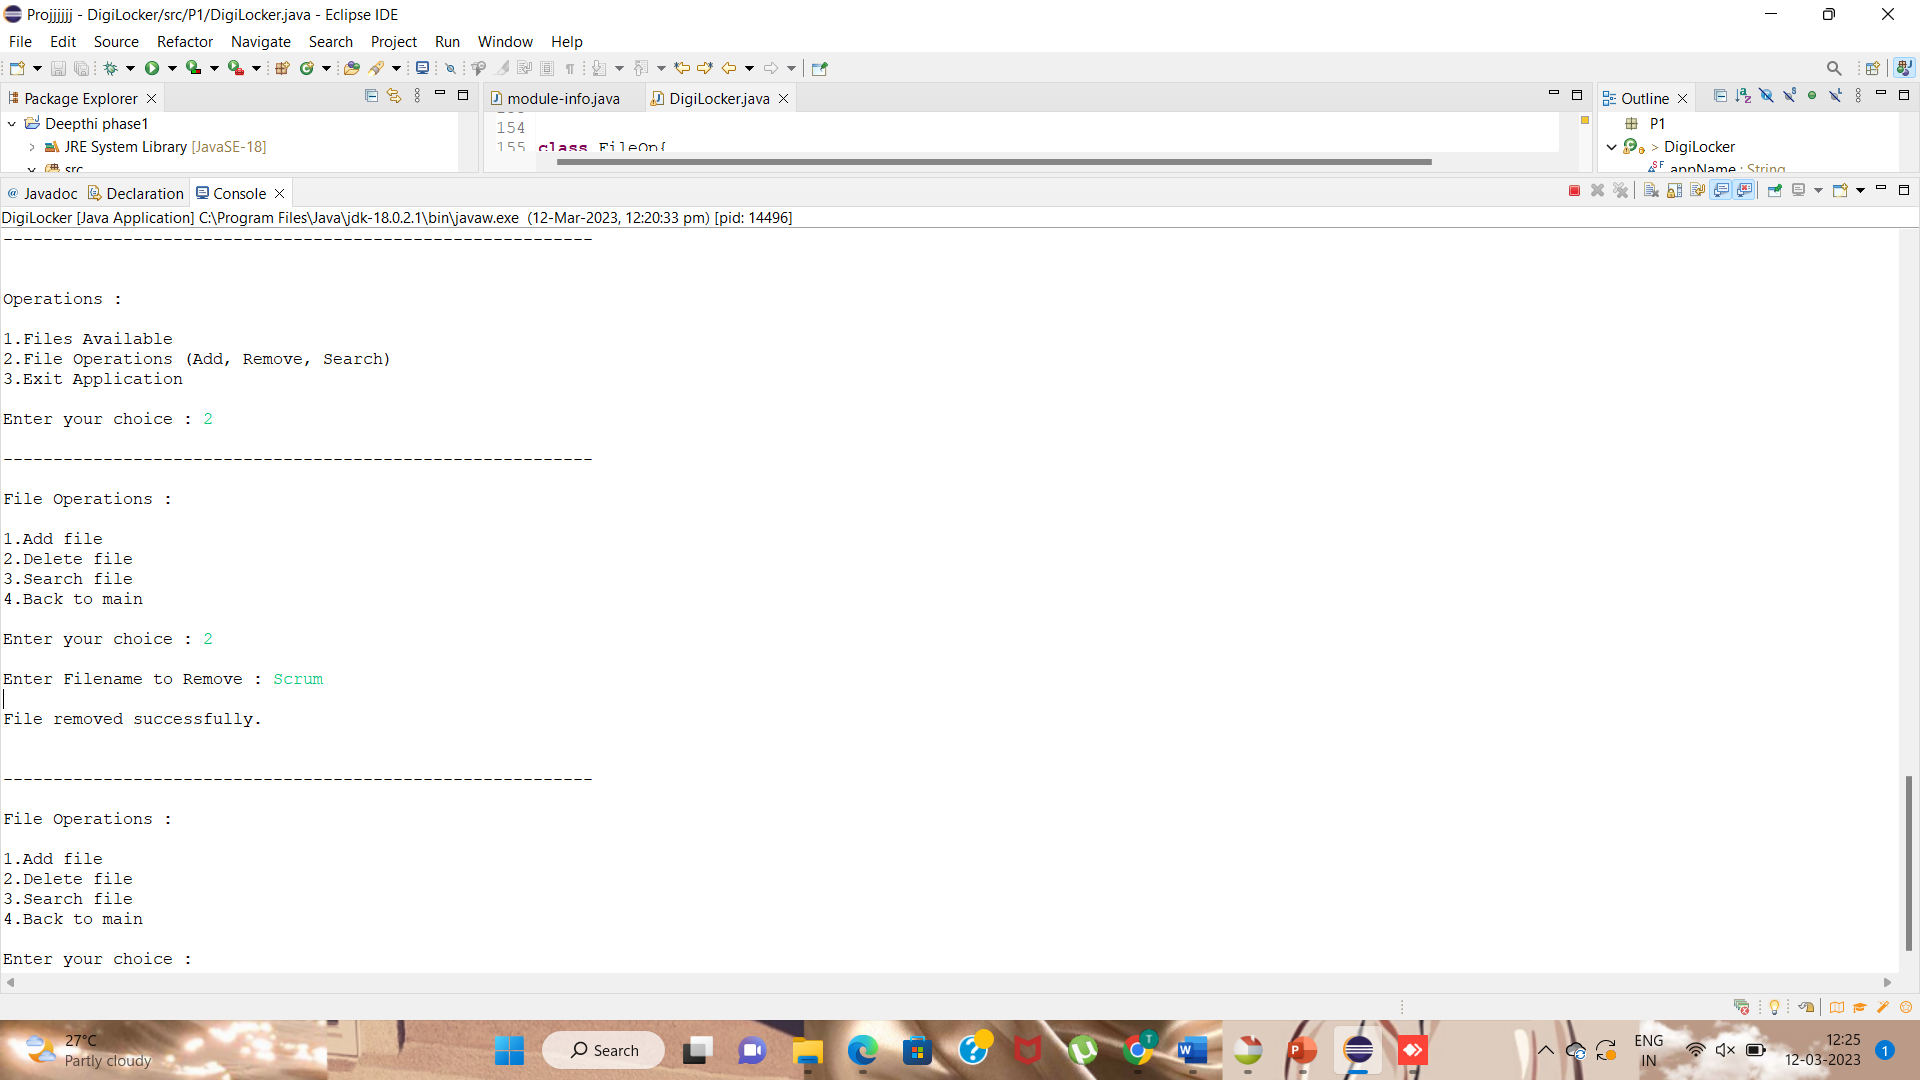 Projjjjjj - DigiLocker/src/P1/DigiLocker.java - Eclipse IDE
File Edit Source Refactor Navigate Search Project Run Window Help
Package Explorer
module-info.java
DigiLocker.java
Outline
Deepthi phase1
JRE System Library [JavaSE-18]
src
154
155 class FileOp{
P1
DigiLocker
appName : String
Javadoc Declaration Console
DigiLocker [Java Application] C:\Program Files\Java\jdk-18.0.2.1\bin\javaw.exe (12-Mar-2023, 12:20:33 pm) [pid: 14496]
-----------------------------------------------------------
Operations :
1.Files Available
2.File Operations (Add, Remove, Search)
3.Exit Application
Enter your choice : 2
-----------------------------------------------------------
File Operations :
1.Add file
2.Delete file
3.Search file
4.Back to main
Enter your choice : 2
Enter Filename to Remove : Scrum
File removed successfully.
-----------------------------------------------------------
File Operations :
1.Add file
2.Delete file
3.Search file
4.Back to main
Enter your choice :
27°C
Partly cloudy
Search
ENG
IN
12:25
12-03-2023
1